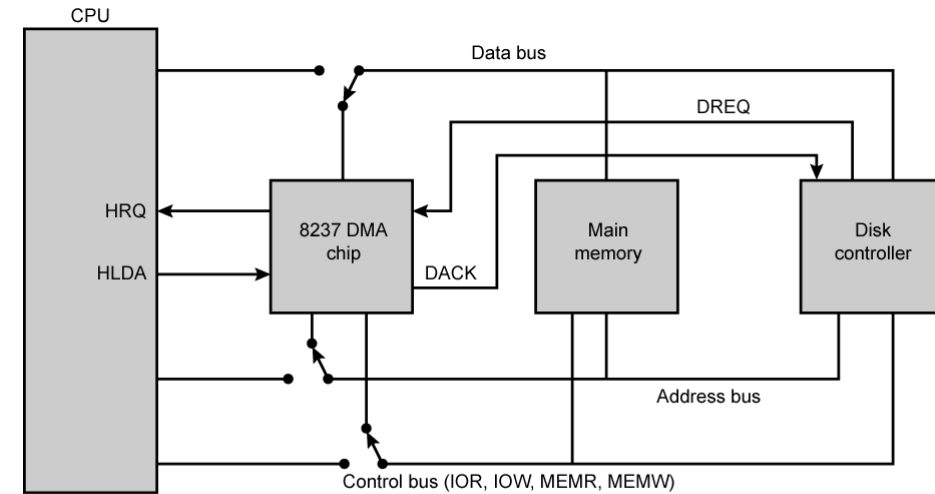 CPU
Data bus
DREQ
HRQ
8237 DMA
chip
Main
memory
Disk
controller
HLDA
DACK
Address bus
Control bus (IOR, IOW, MEMR, MEMW)